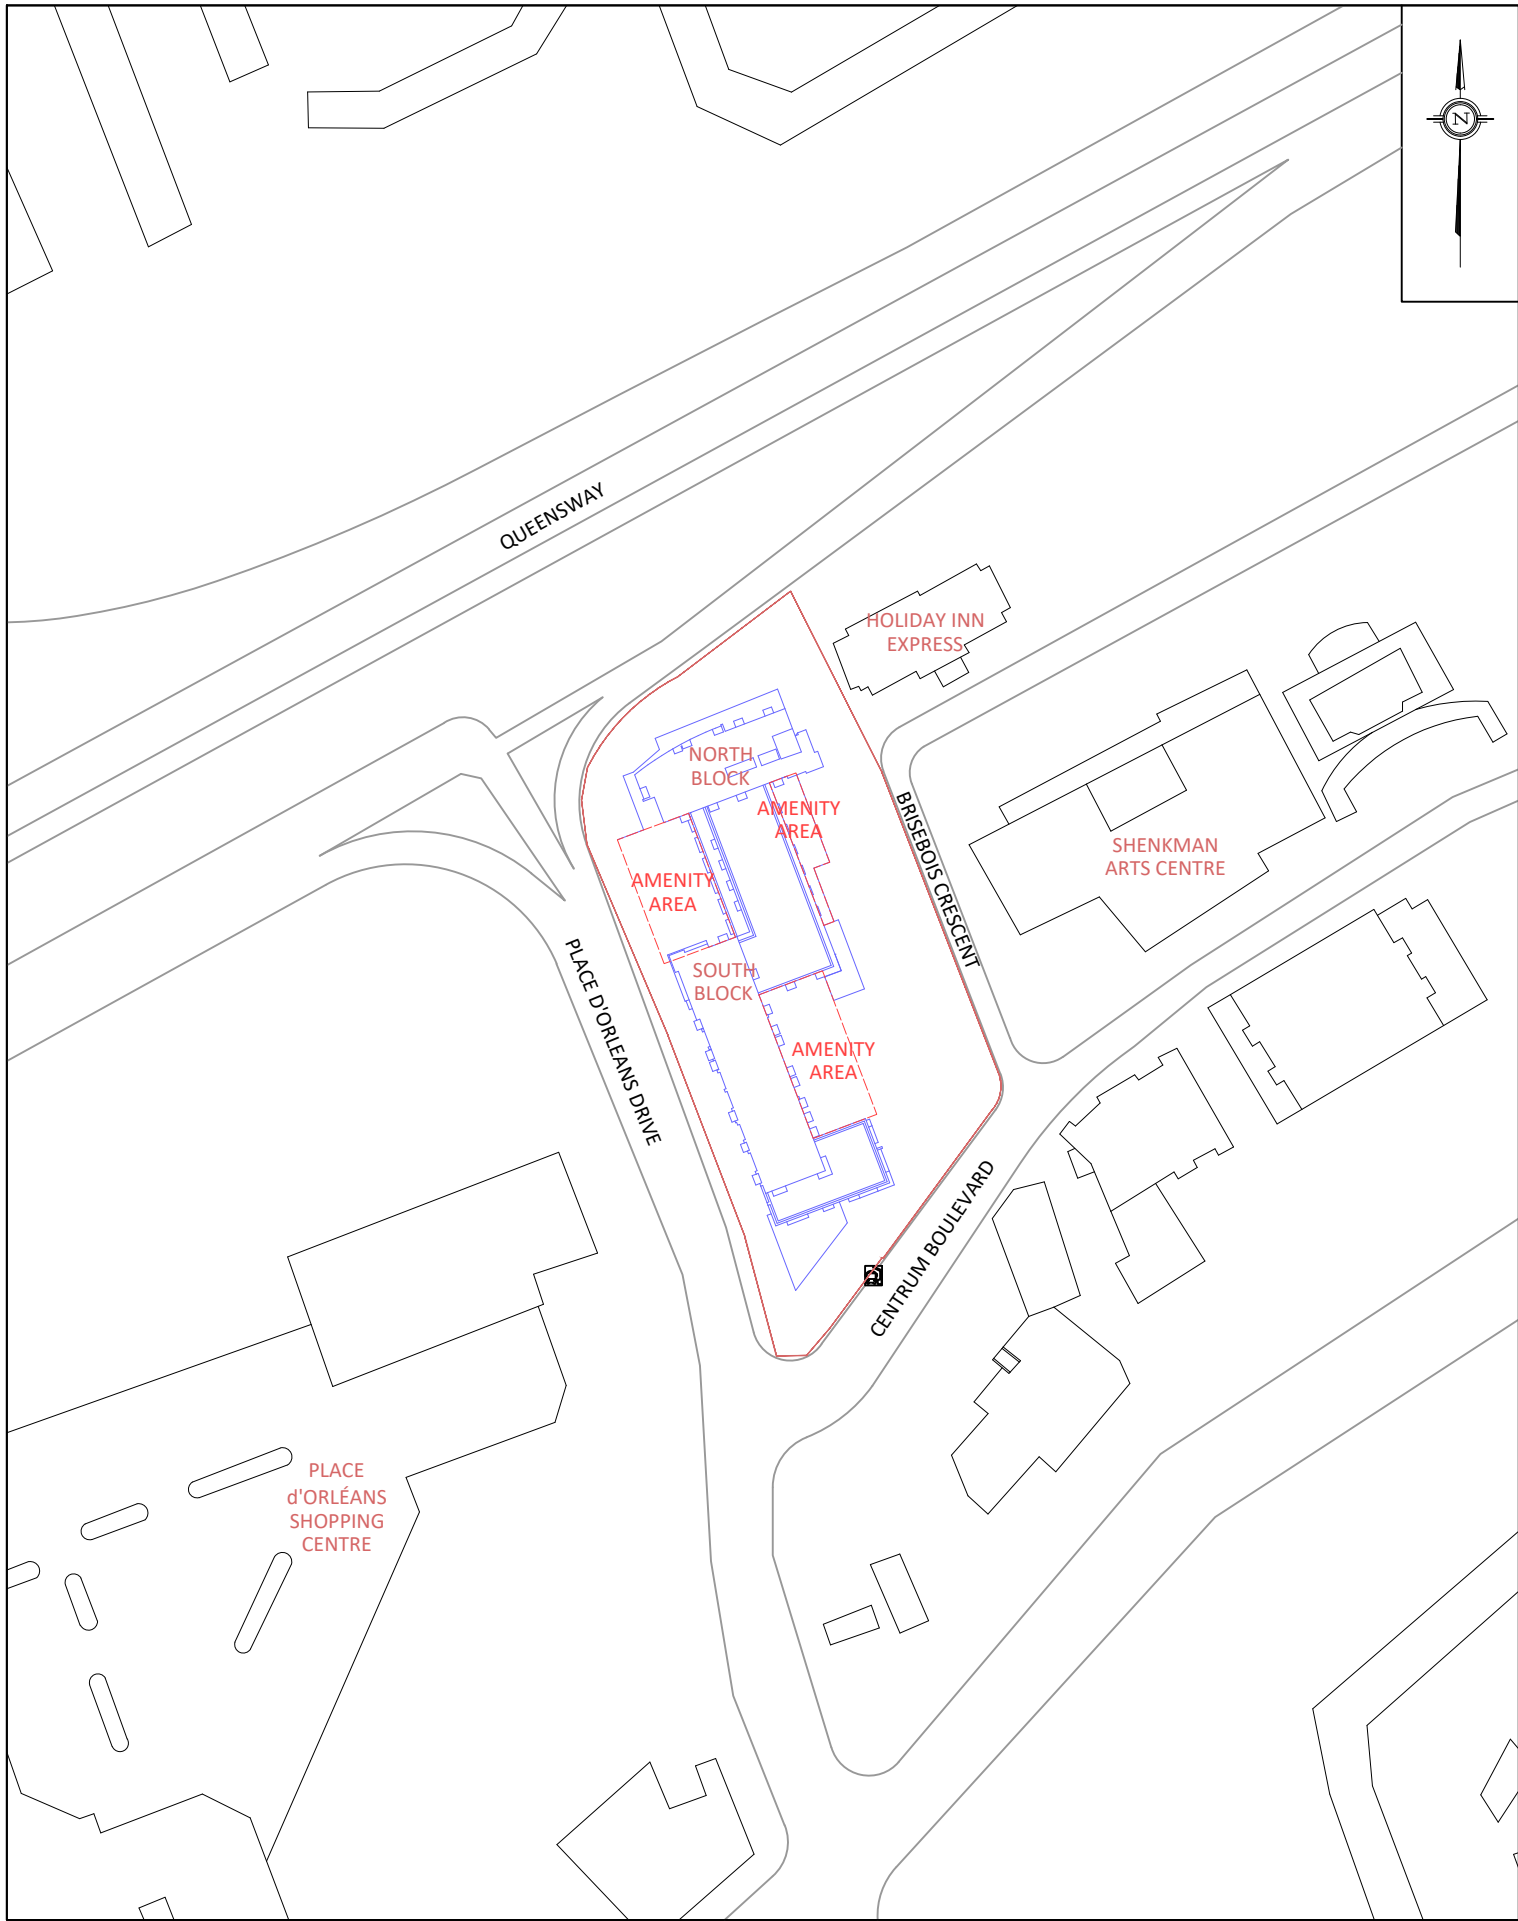 N
QUEENSWAY
HOLIDAY INN
EXPRESS
NORTH
BLOCK
AMENITY
AREA
BRISEBOIS CRESCENT
SHENKMAN
ARTS CENTRE
AMENITY
AREA
PLACE D'ORLEANS DRIVE
SOUTH
BLOCK
AMENITY
AREA
CENTRUM BOULEVARD
PLACE
d'ORLÉANS
SHOPPING
CENTRE